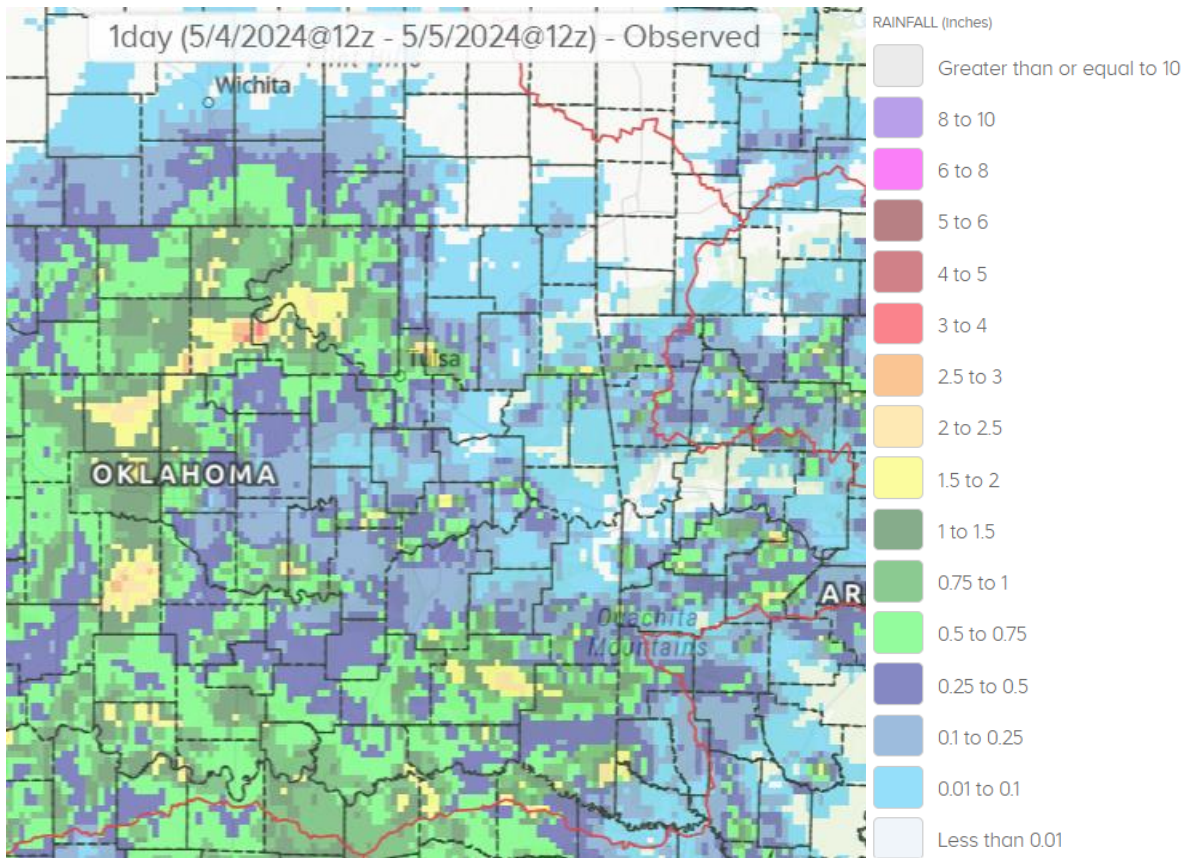 1day (5/4/2024@12z - 5/5/2024@12z) - Observed
Wichita
OKLAHOMA
Ouachita
Mountains
AR
RAINFALL (Inches)
Greater than or equal to 10
8 to 10
6 to 8
5 to 6
4 to 5
3 to 4
2.5 to 3
2 to 2.5
1.5 to 2
1 to 1.5
0.75 to 1
0.5 to 0.75
0.25 to 0.5
0.1 to 0.25
0.01 to 0.1
Less than 0.01